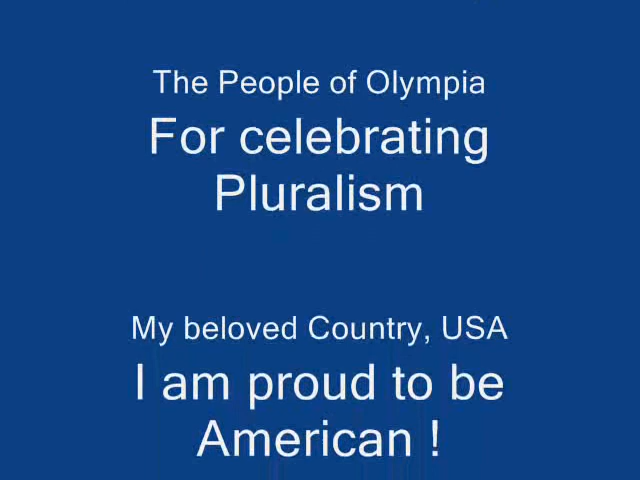 The People of Olympia
For celebrating
Pluralism
My beloved Country, USA
I am proud to be
American !